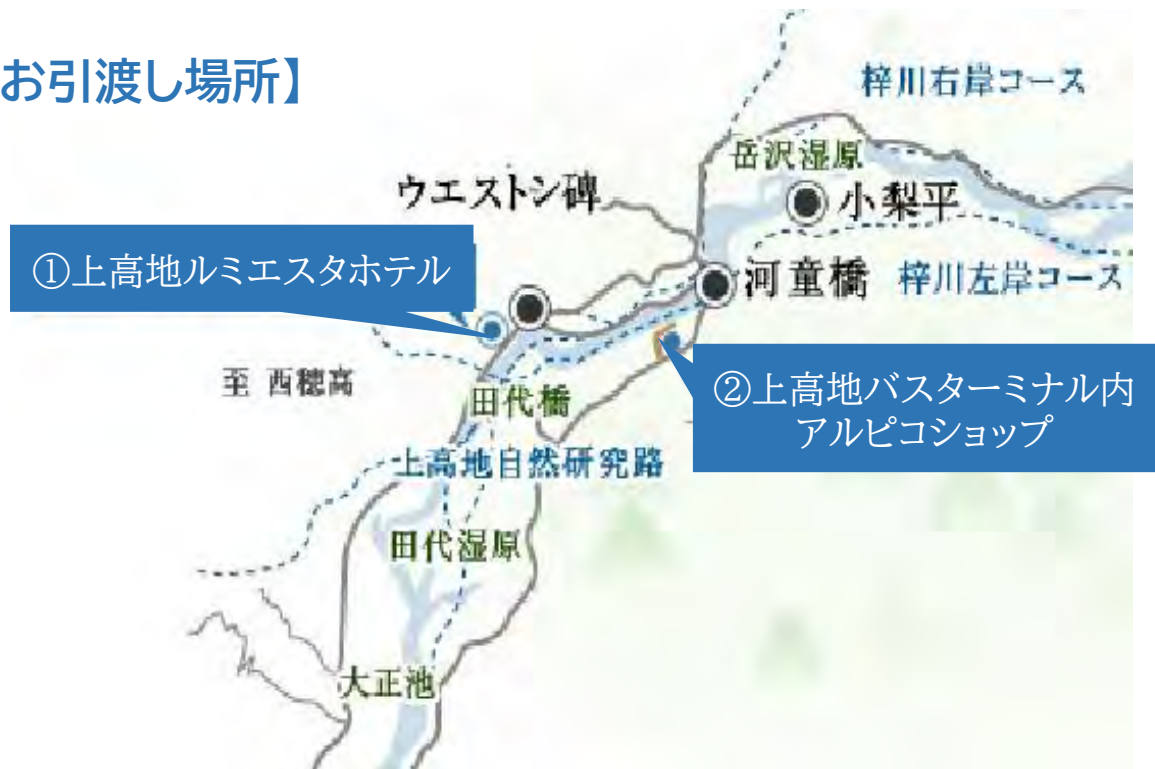 お引渡し場所】
梓川右岸コース
岳沢湿原
ウエストン碑
小梨平
①上高地ルミエスタホテル
河童橋
梓川左岸コース
至 西穂高
田代橋
②上高地バスターミナル内
アルピコショップ
上高地自然研究路
田代湿原
大正池